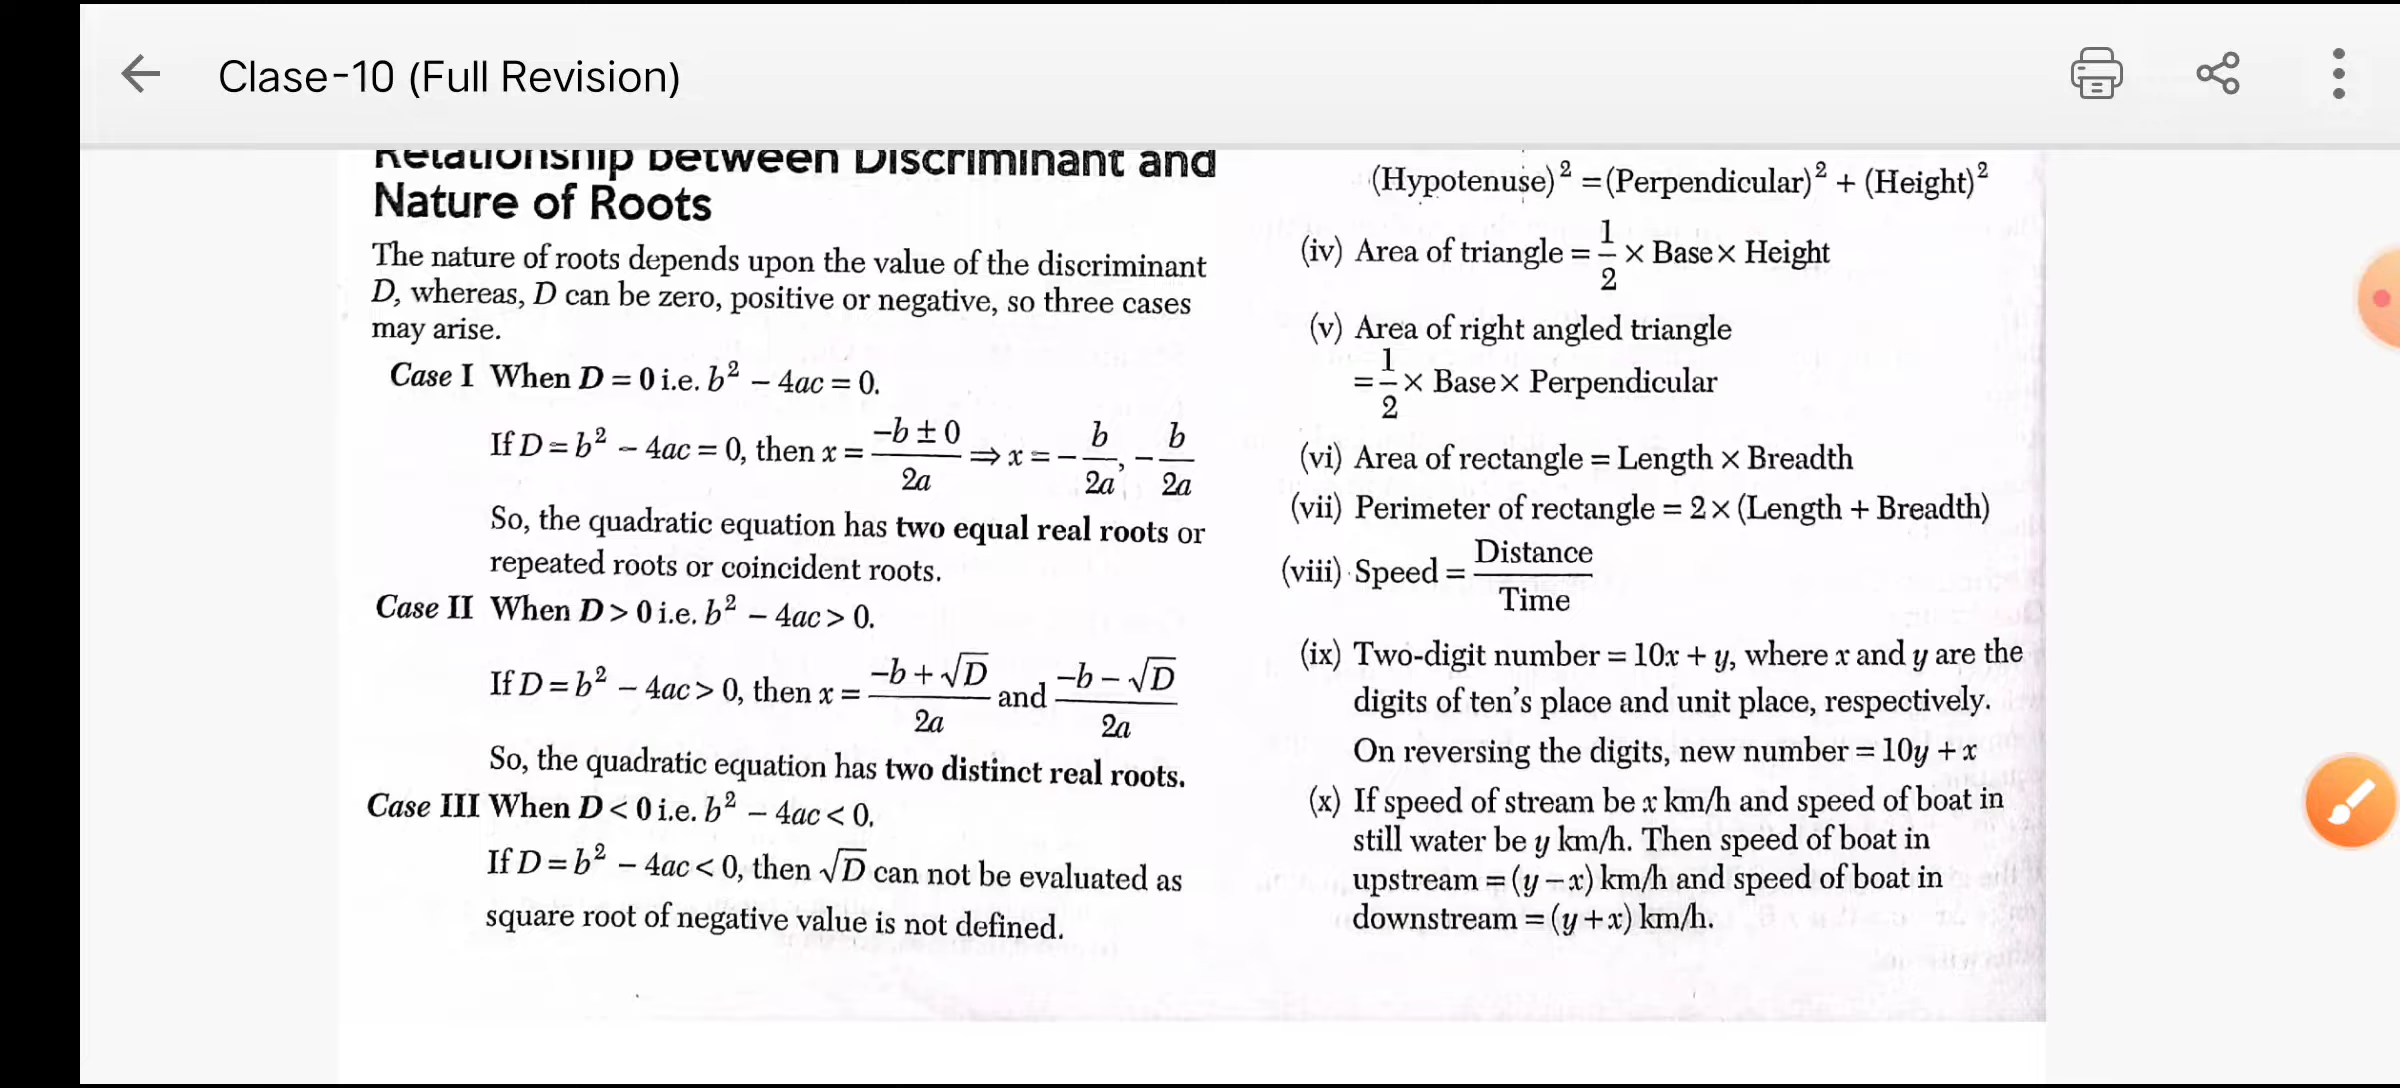 Clase-10 (Full Revision)
Relationship between Discriminant and
Nature of Roots
The nature of roots depends upon the value of the discriminant
D, whereas, D can be zero, positive or negative, so three cases
may arise.
Case I When D = 0 i.e. b² − 4ac = 0.
If D = b² − 4ac = 0, then x = (−b ± 0)/2a ⇒ x = −b/2a, −b/2a
So, the quadratic equation has two equal real roots or
repeated roots or coincident roots.
Case II When D > 0 i.e. b² − 4ac > 0.
If D = b² − 4ac > 0, then x = (−b + √D)/2a and (−b − √D)/2a
So, the quadratic equation has two distinct real roots.
Case III When D < 0 i.e. b² − 4ac < 0.
If D = b² − 4ac < 0, then √D can not be evaluated as
square root of negative value is not defined.
(Hypotenuse)² = (Perpendicular)² + (Height)²
(iv) Area of triangle = 1/2 × Base × Height
(v) Area of right angled triangle
= 1/2 × Base × Perpendicular
(vi) Area of rectangle = Length × Breadth
(vii) Perimeter of rectangle = 2 × (Length + Breadth)
(viii) Speed = Distance/Time
(ix) Two-digit number = 10x + y, where x and y are the
digits of ten's place and unit place, respectively.
On reversing the digits, new number = 10y + x
(x) If speed of stream be x km/h and speed of boat in
still water be y km/h. Then speed of boat in
upstream = (y − x) km/h and speed of boat in
downstream = (y + x) km/h.